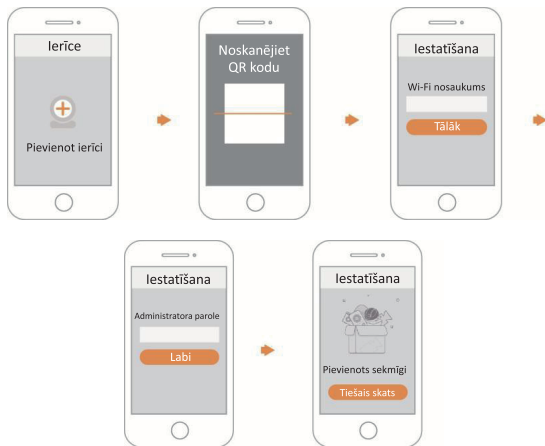 Ierīce
Pievienot ierīci
Noskanējiet
QR kodu
Iestatīšana
Wi-Fi nosaukums
Tālāk
Iestatīšana
Administratora parole
Labi
Iestatīšana
Pievienots sekmīgi
Tiešais skats